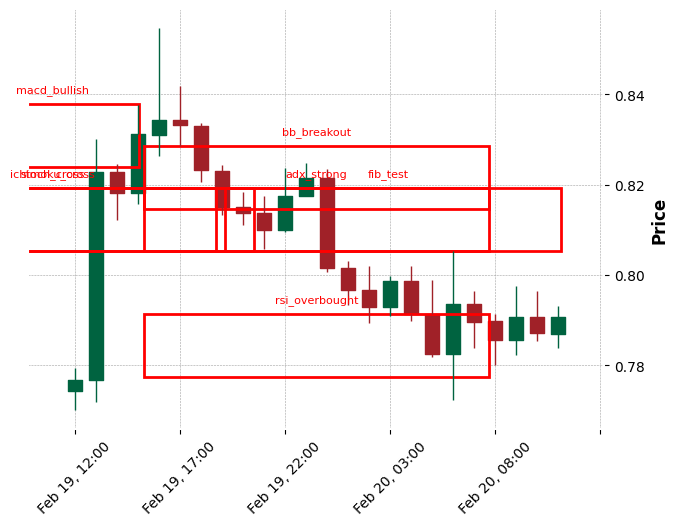 macd_bullish
bb_breakout
adx_strong
fib_test
rsi_overbought
0.84
0.82
0.80
0.78
Price
Feb 19, 12:00
Feb 19, 17:00
Feb 19, 22:00
Feb 20, 03:00
Feb 20, 08:00